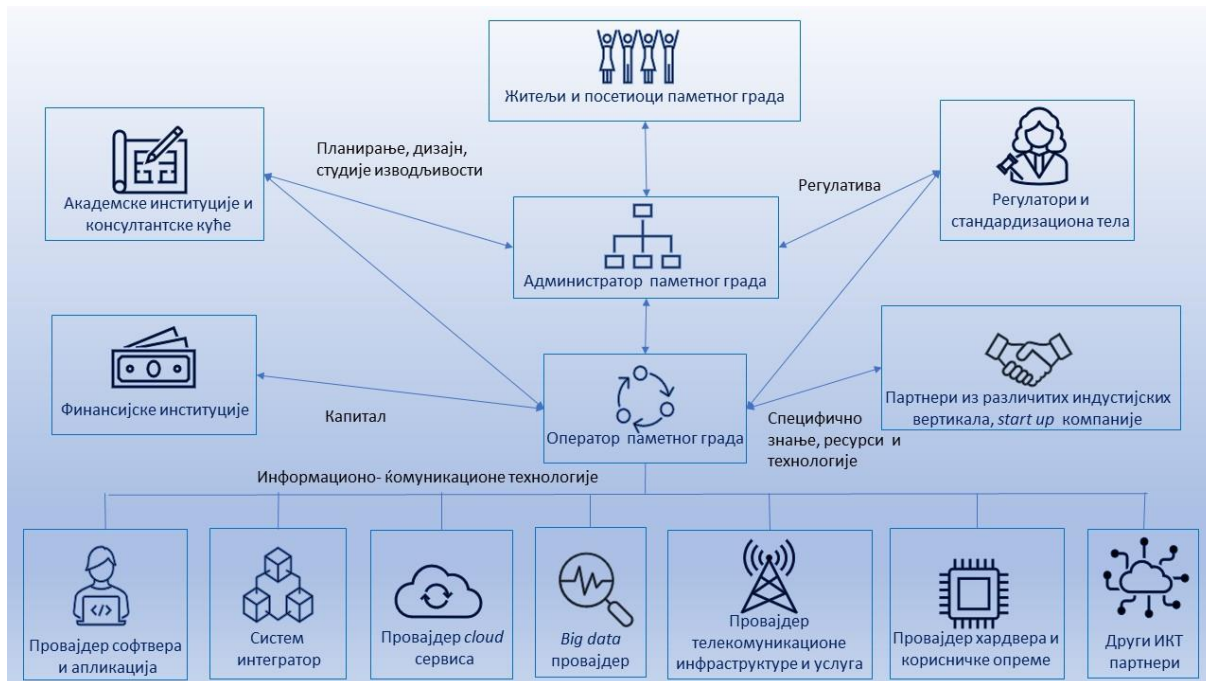 Житељи и посетиоци паметног града
Академске институције и
консултантске куће
Планирање, дизајн,
студије изводљивости
Регулатива
Регулатори и
стандардизациона тела
Администратор паметног града
Финансијске институције
Капитал
Оператор паметног града
Специфично
знање, ресурси и
технологије
Партнери из различитих индустијских
вертикала, start up компаније
Информационо- ќомуникационе технологије
Провајдер софтвера
и апликација
Систем
интегратор
Провајдер cloud
сервиса
Big data
провајдер
Провајдер
телекомуникационе
инфраструктуре и услуга
Провајдер хардвера и
корисничке опреме
Други ИКТ
партнери